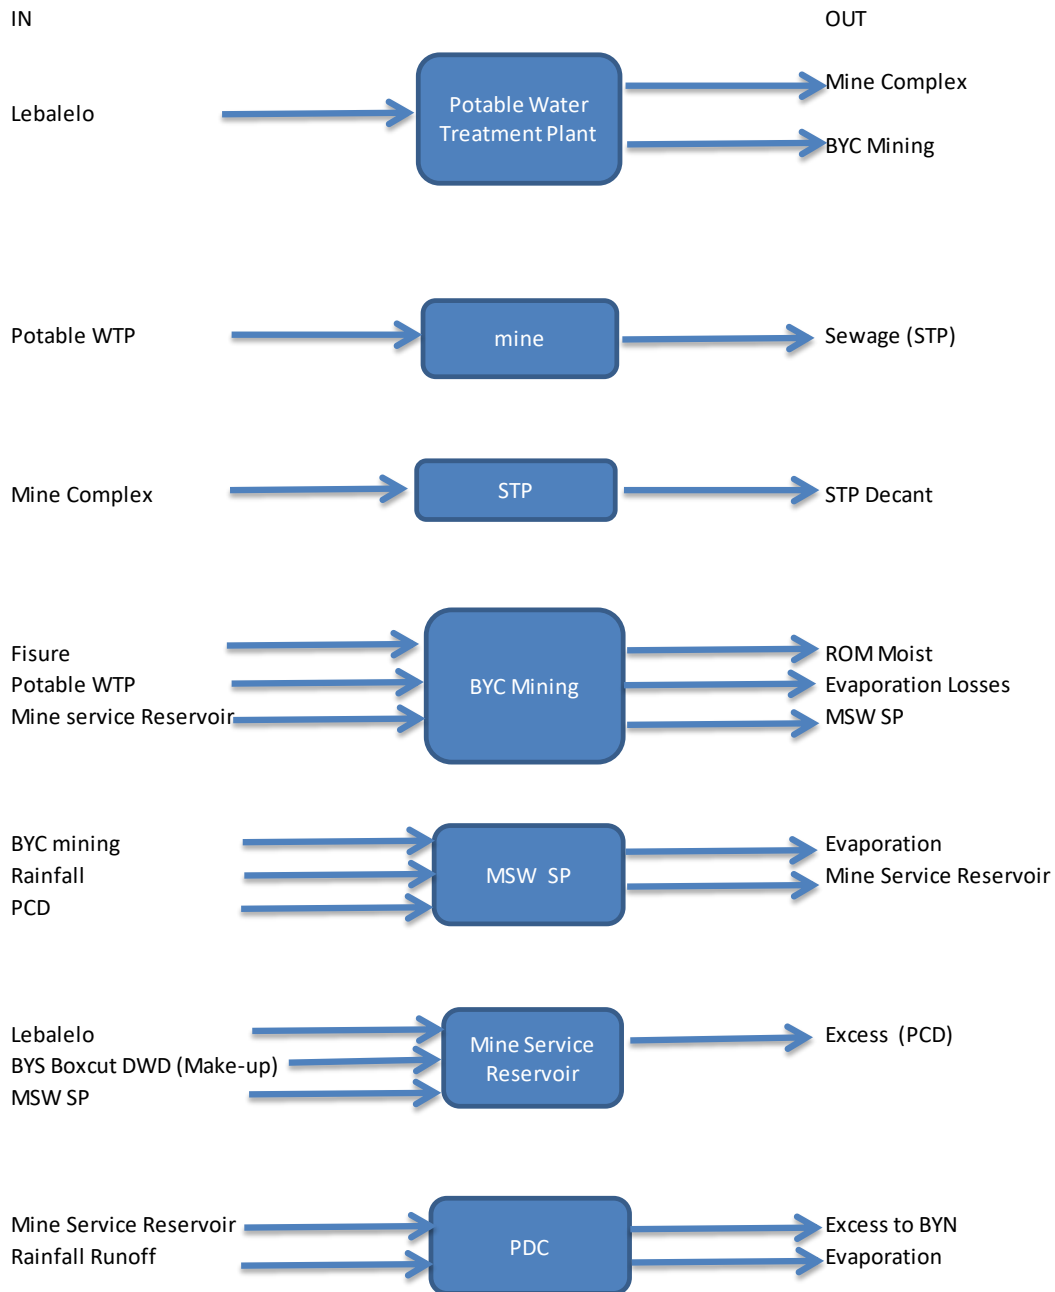 IN
OUT
Lebalelo
Potable Water
Treatment Plant
Mine Complex
BYC Mining
Potable WTP
mine
Sewage (STP)
Mine Complex
STP
STP Decant
Fisure
Potable WTP
Mine service Reservoir
BYC Mining
ROM Moist
Evaporation Losses
MSW SP
BYC mining
Rainfall
PCD
MSW SP
Evaporation
Mine Service Reservoir
Lebalelo
BYS Boxcut DWD (Make-up)
MSW SP
Mine Service
Reservoir
Excess (PCD)
Mine Service Reservoir
Rainfall Runoff
PDC
Excess to BYN
Evaporation